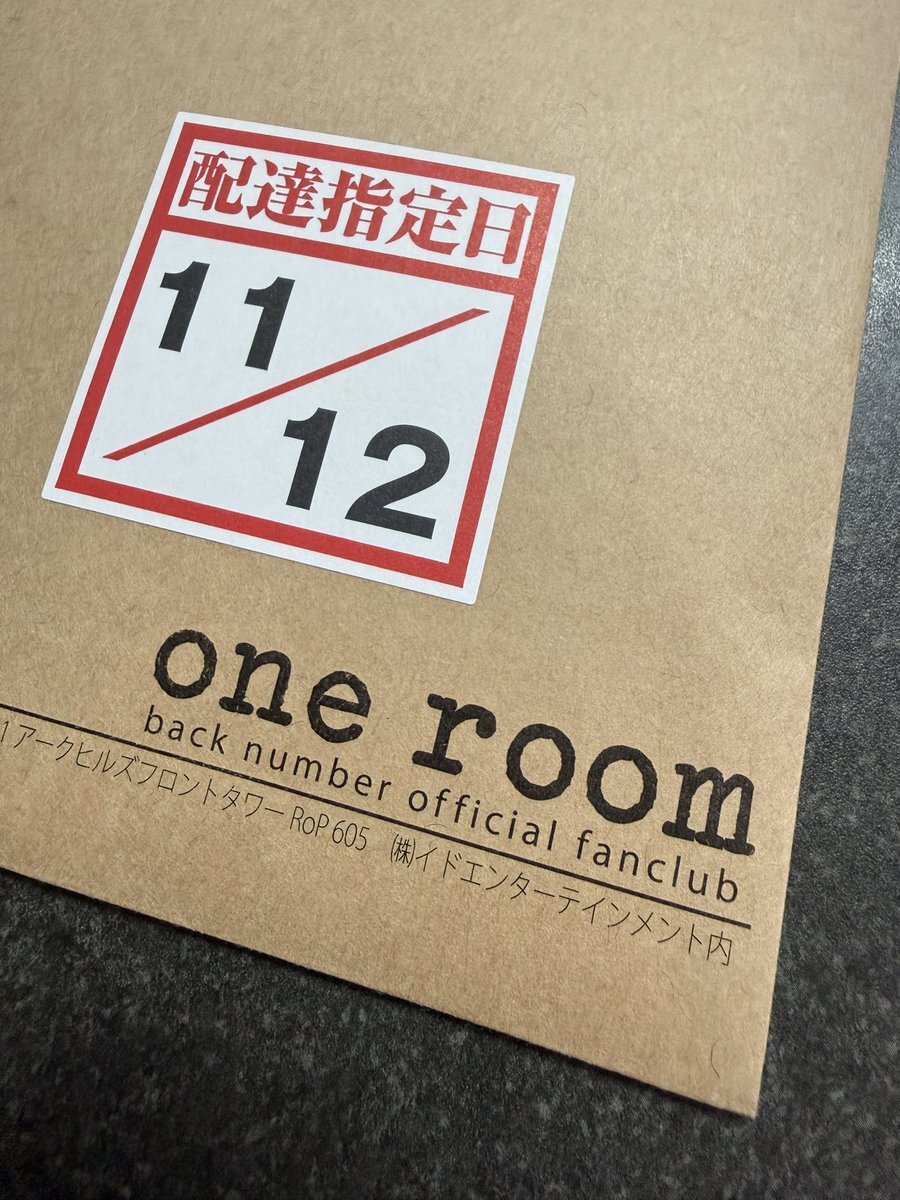 配達指定日
11
12
one room
back number official fanclub
1 アークヒルズフロントタワー RoP 605 ㈱イドエンターテインメント内